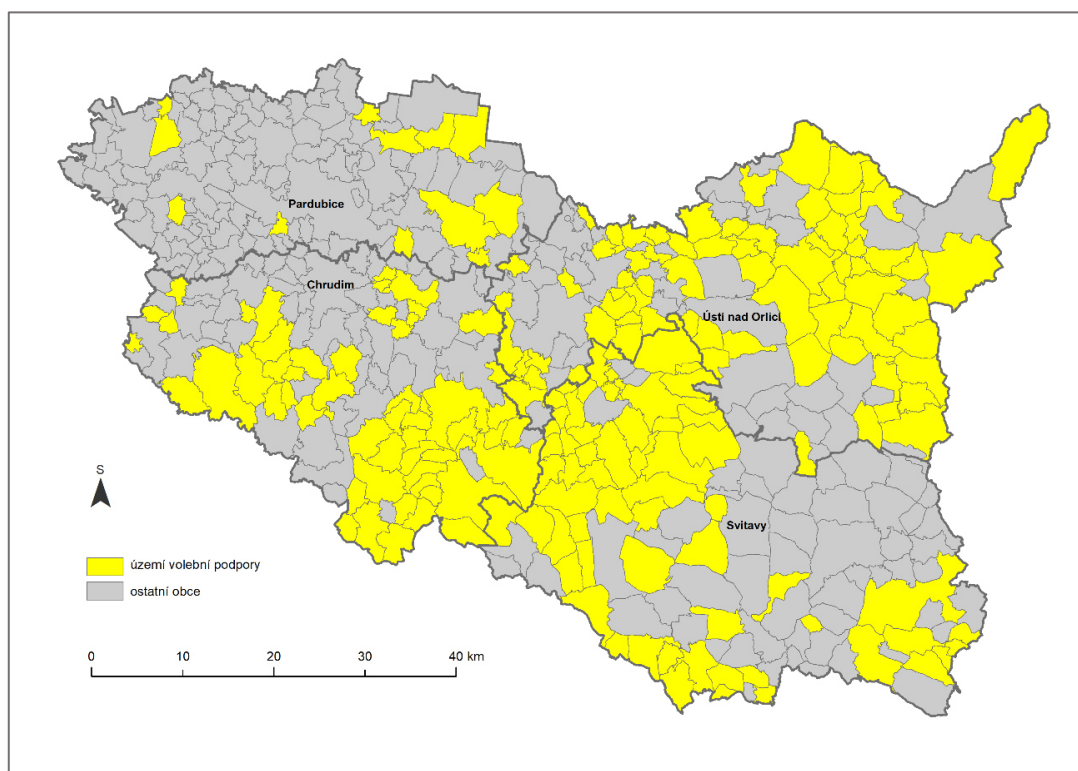 Pardubice
Chrudim
Ústí nad Orlicí
Svitavy
S
území volební podpory
ostatní obce
0 10 20 30 40 km